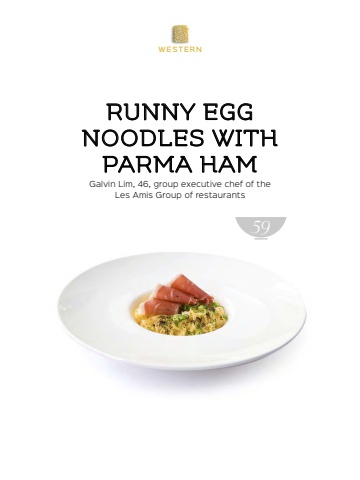 WESTERN
RUNNY EGG
NOODLES WITH
PARMA HAM
Galvin Lim, 46, group executive chef of the
Les Amis Group of restaurants
59